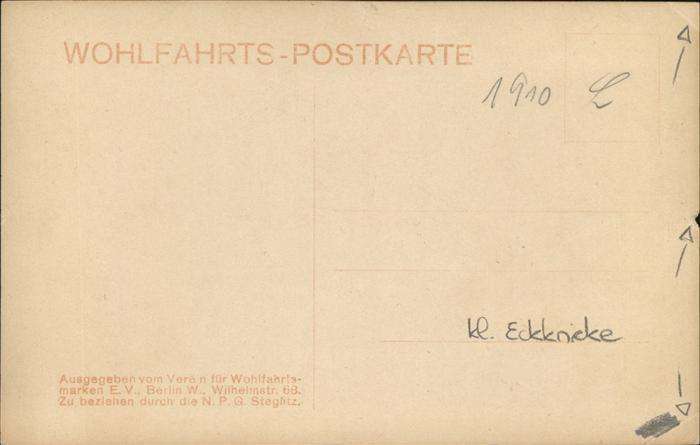 WOHLFAHRTS-POSTKARTE
1910 L
kl. Eckknicke
Ausgegeben vom Verein für Wohlfahrts-
marken E. V., Berlin W., Wilhelmstr. 68.
Zu beziehen durch die N. P. G. Steglitz.